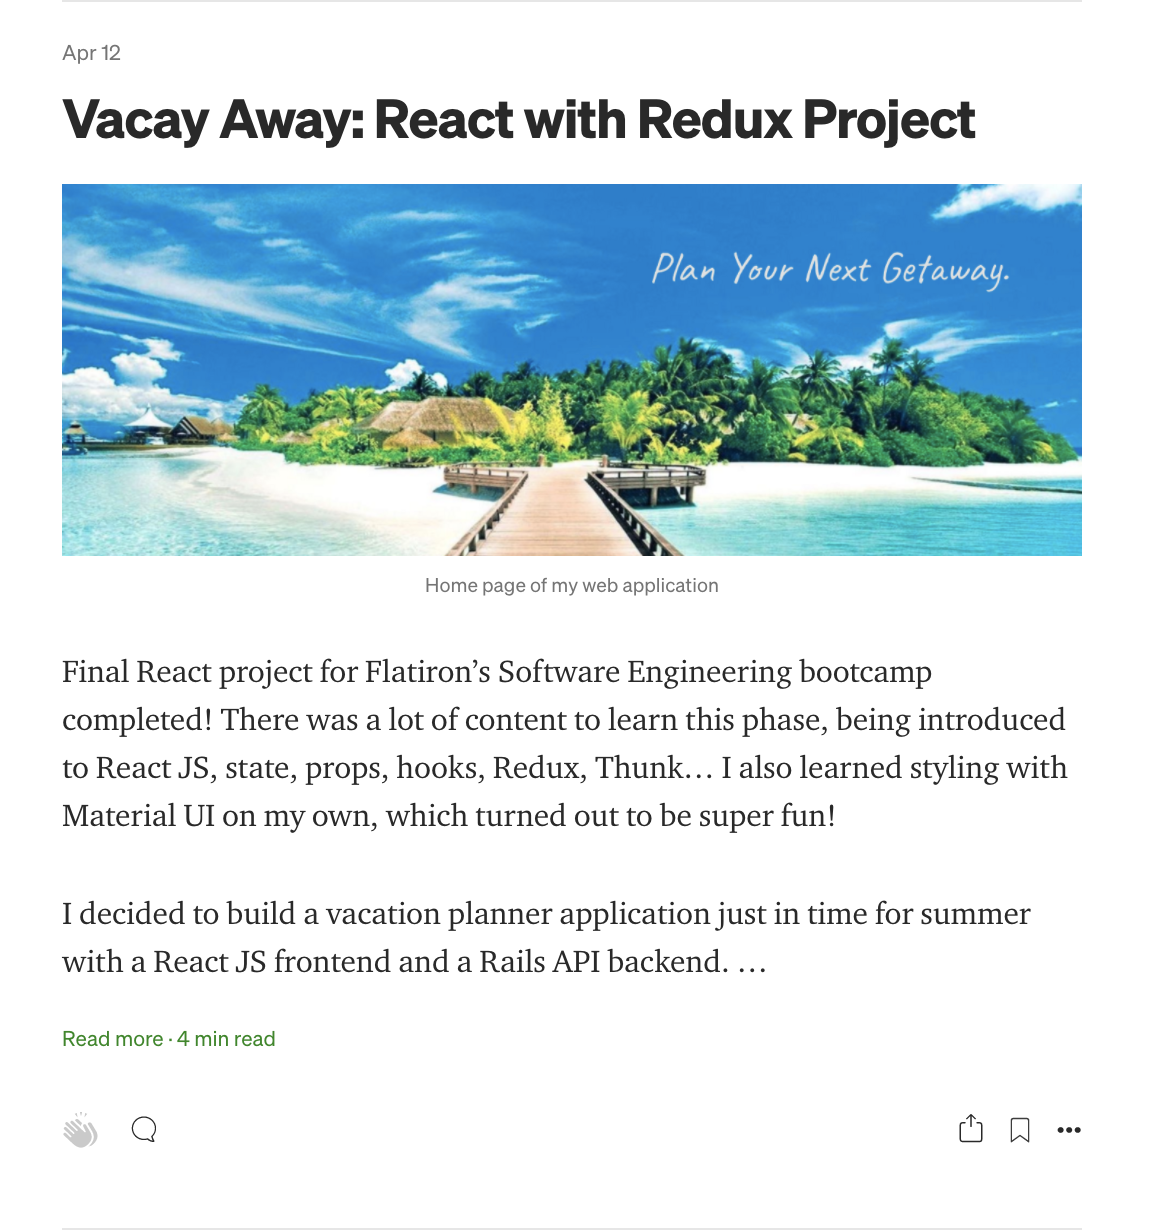 Apr 12
Vacay Away: React with Redux Project
Plan Your Next Getaway.
Home page of my web application
Final React project for Flatiron’s Software Engineering bootcamp
completed! There was a lot of content to learn this phase, being introduced
to React JS, state, props, hooks, Redux, Thunk… I also learned styling with
Material UI on my own, which turned out to be super fun!
I decided to build a vacation planner application just in time for summer
with a React JS frontend and a Rails API backend. …
Read more · 4 min read